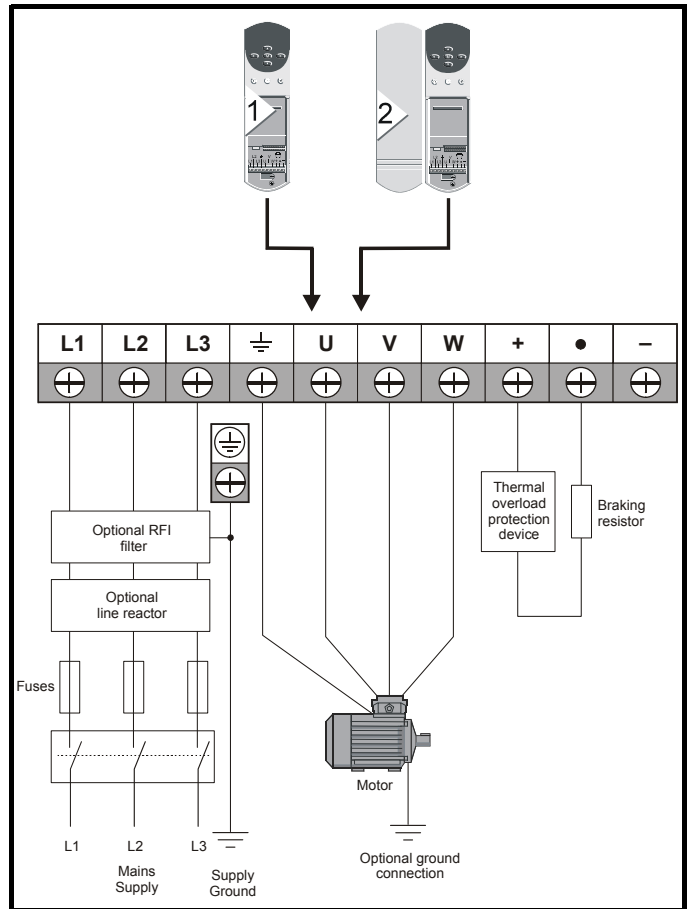 1
2
L1 L2 L3 ⏚ U V W + ● –
Optional RFI
filter
Optional
line reactor
Fuses
Thermal
overload
protection
device
Braking
resistor
Motor
L1 L2 L3
Mains
Supply
Supply
Ground
Optional ground
connection